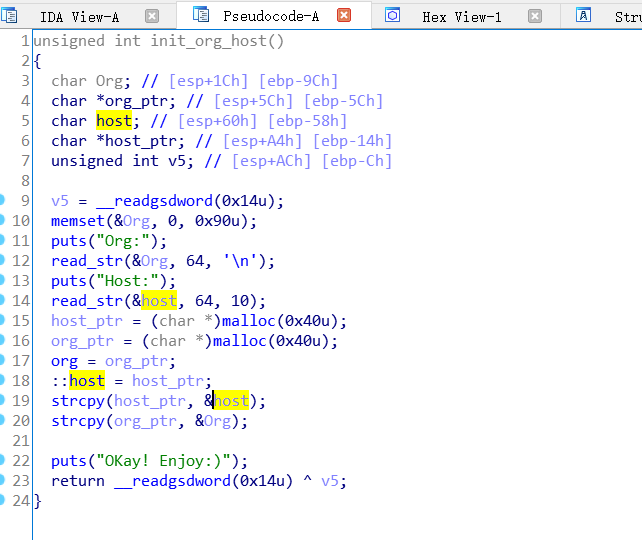 IDA View-A Pseudocode-A Hex View-1 Stru
1 unsigned int init_org_host()
2 {
3 char Org; // [esp+1Ch] [ebp-9Ch]
4 char *org_ptr; // [esp+5Ch] [ebp-5Ch]
5 char host; // [esp+60h] [ebp-58h]
6 char *host_ptr; // [esp+A4h] [ebp-14h]
7 unsigned int v5; // [esp+ACh] [ebp-Ch]
8
9 v5 = __readgsdword(0x14u);
10 memset(&Org, 0, 0x90u);
11 puts("Org:");
12 read_str(&Org, 64, '\n');
13 puts("Host:");
14 read_str(&host, 64, 10);
15 host_ptr = (char *)malloc(0x40u);
16 org_ptr = (char *)malloc(0x40u);
17 org = org_ptr;
18 ::host = host_ptr;
19 strcpy(host_ptr, &host);
20 strcpy(org_ptr, &Org);
21
22 puts("OKay! Enjoy:)");
23 return __readgsdword(0x14u) ^ v5;
24 }